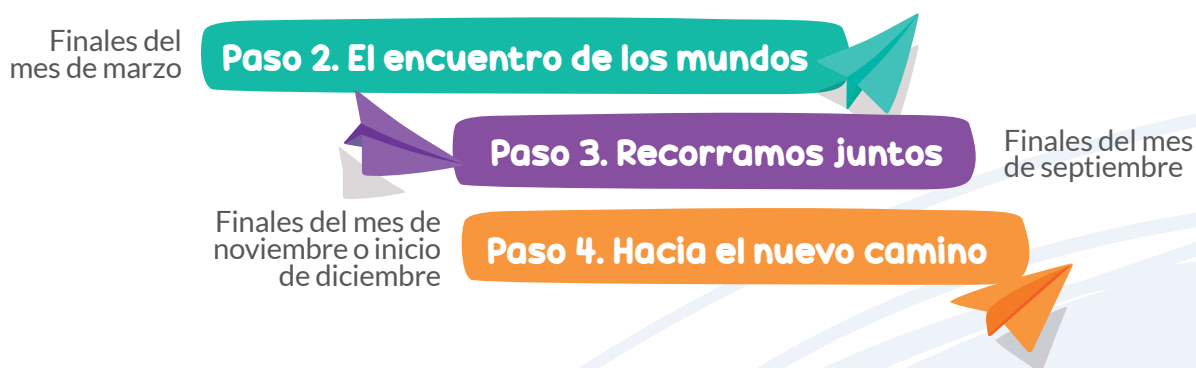 Finales del
mes de marzo
Paso 2. El encuentro de los mundos
Paso 3. Recorramos juntos
Finales del mes
de septiembre
Finales del mes de
noviembre o inicio
de diciembre
Paso 4. Hacia el nuevo camino